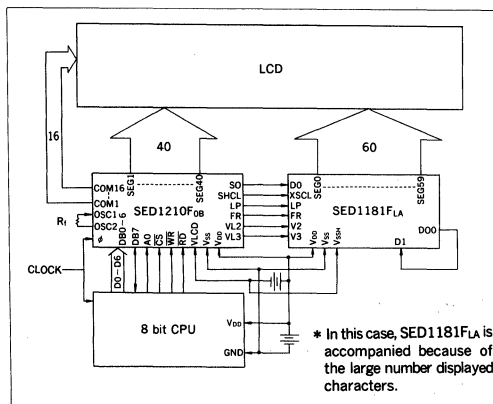 LCD
16
40
60
COM16
COM1
OSC1
OSC2
Rf
φ
SEG1
SEG40
SED1210F0B
SO
SHCL
LP
FR
VL2
VL3
D0
XSCL
LP
FR
V2
V3
SEG0
SEG59
SED1181FLA
DO0
D1
DB0-6
DB7
A0
CS
WR
RD
VLCD
VSS
VDD
VDD
VSS
VSSH
CLOCK
D0-D6
8 bit CPU
VDD
GND
* In this case, SED1181FLA is
accompanied because of
the large number displayed
characters.